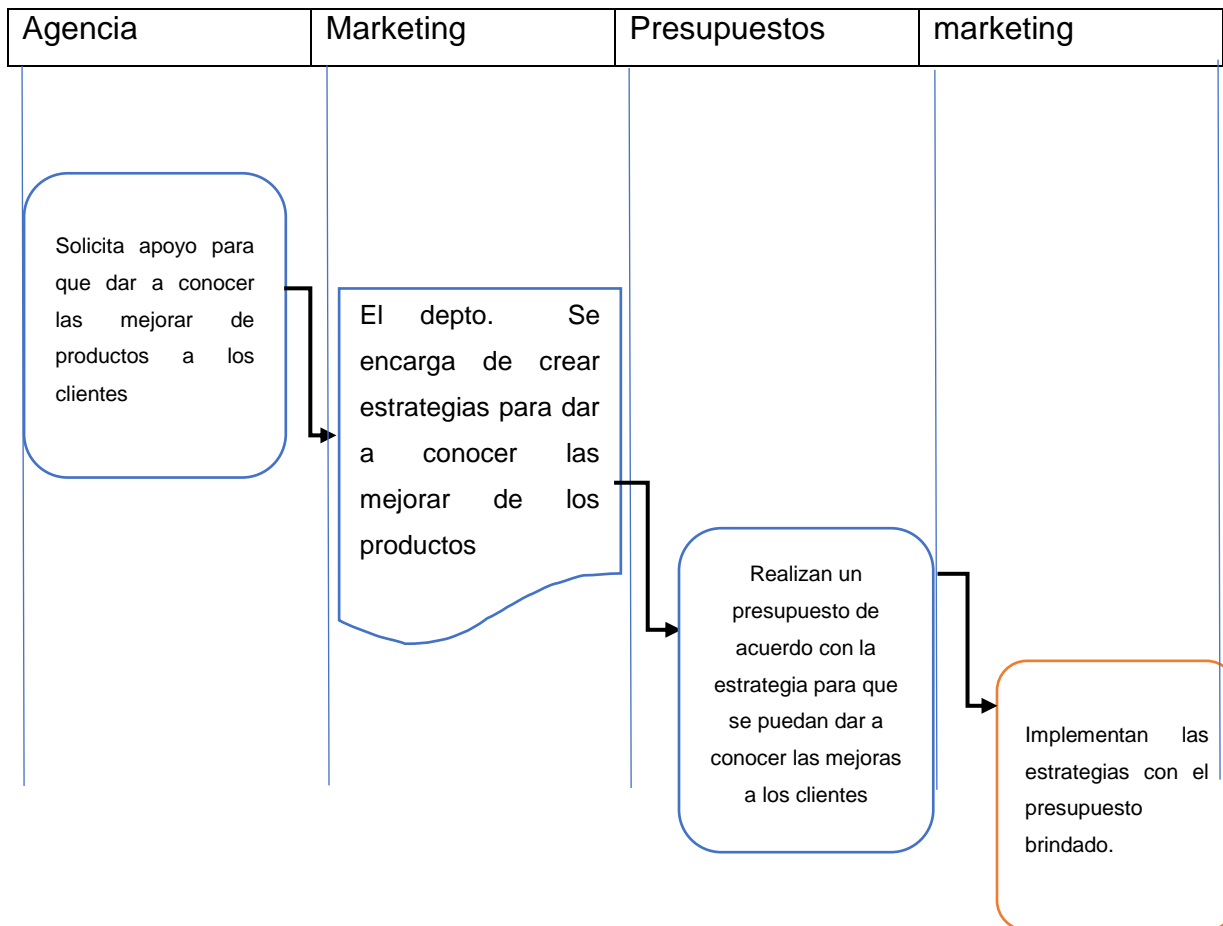 Agencia
Marketing
Presupuestos
marketing
Solicita apoyo para
que dar a conocer
las mejorar de
productos a los
clientes
El depto. Se
encarga de crear
estrategias para dar
a conocer las
mejorar de los
productos
Realizan un
presupuesto de
acuerdo con la
estrategia para que
se puedan dar a
conocer las mejoras
a los clientes
Implementan las
estrategias con el
presupuesto
brindado.